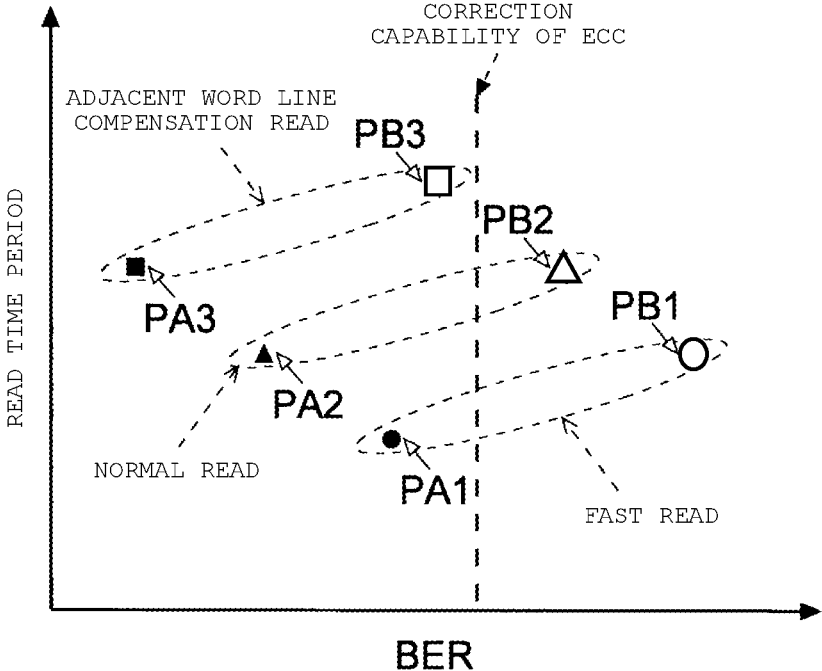 CORRECTION
CAPABILITY OF ECC
ADJACENT WORD LINE
COMPENSATION READ
PB3
PB2
PB1
PA3
PA2
PA1
NORMAL READ
FAST READ
READ TIME PERIOD
BER